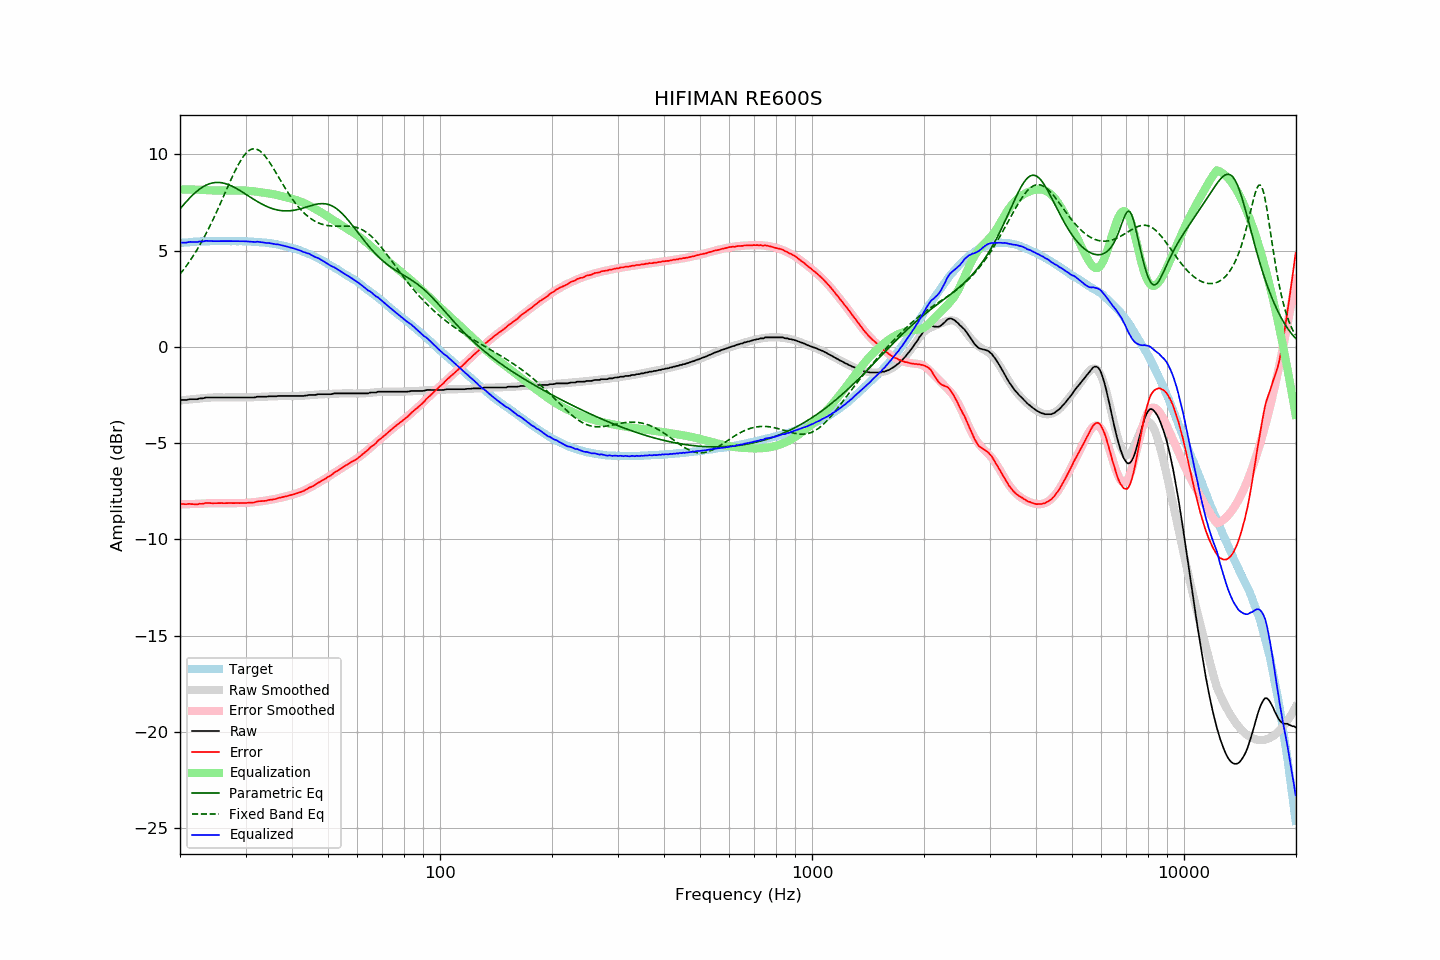 HIFIMAN RE600S
10
5
0
−5
−10
−15
−20
−25
Amplitude (dBr)
Target
Raw Smoothed
Error Smoothed
Raw
Error
Equalization
Parametric Eq
Fixed Band Eq
Equalized
100
1000
10000
Frequency (Hz)